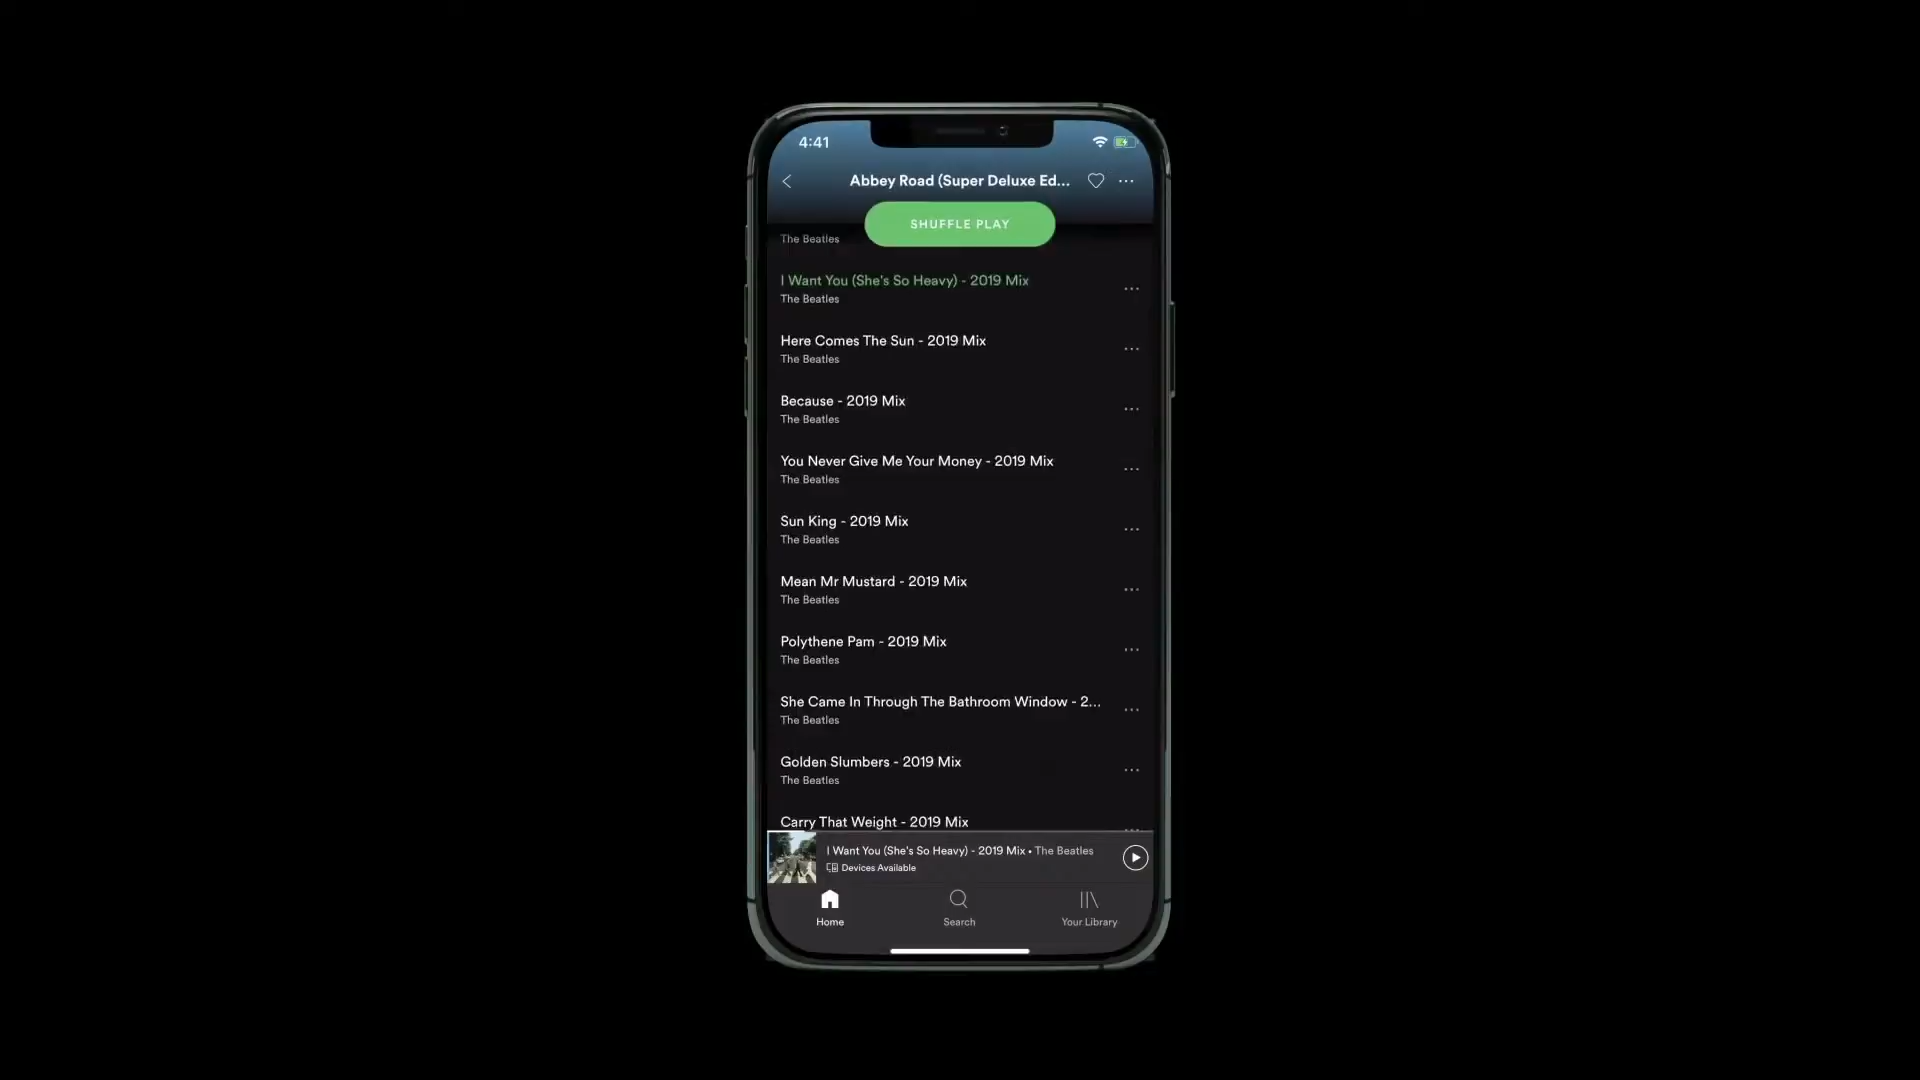 4:41
Abbey Road (Super Deluxe Ed...
SHUFFLE PLAY
The Beatles
I Want You (She's So Heavy) - 2019 Mix
The Beatles
Here Comes The Sun - 2019 Mix
The Beatles
Because - 2019 Mix
The Beatles
You Never Give Me Your Money - 2019 Mix
The Beatles
Sun King - 2019 Mix
The Beatles
Mean Mr Mustard - 2019 Mix
The Beatles
Polythene Pam - 2019 Mix
The Beatles
She Came In Through The Bathroom Window - 2...
The Beatles
Golden Slumbers - 2019 Mix
The Beatles
Carry That Weight - 2019 Mix
I Want You (She's So Heavy) - 2019 Mix • The Beatles
Devices Available
Home Search Your Library